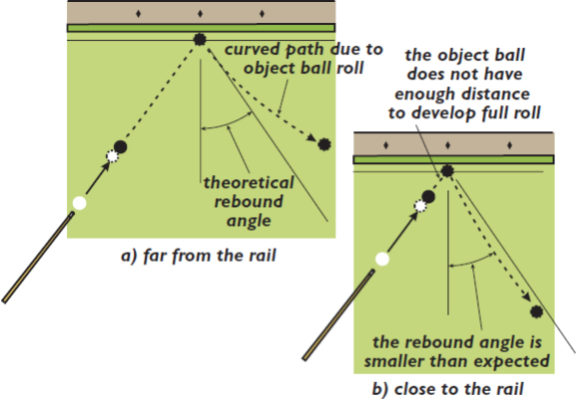 curved path due to
object ball roll
theoretical
rebound
angle
a) far from the rail
the object ball
does not have
enough distance
to develop full roll
the rebound angle is
smaller than expected
b) close to the rail